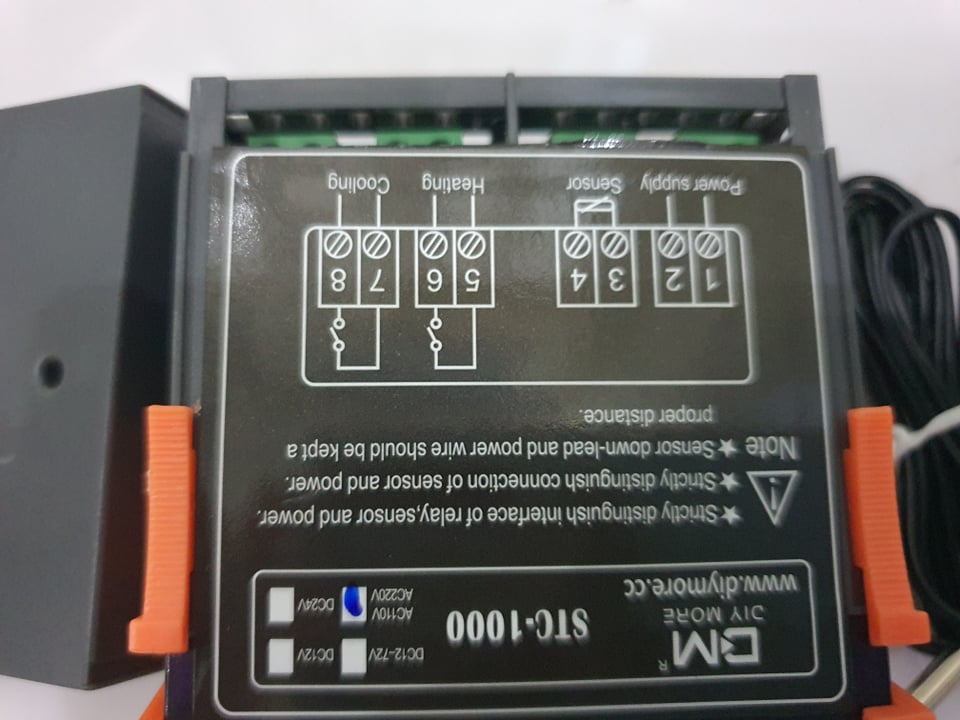 DM R
DIY MORE
www.diymore.cc
STC-1000
DC12-72V DC12V
AC110V
AC220V DC24V
★Strictly distinguish interface of relay,sensor and power.
★Strictly distinguish connection of sensor and power.
Note ★Sensor down-lead and power wire should be kept a
proper distance.
1 2 3 4 5 6 7 8
Power supply Sensor Heating Cooling